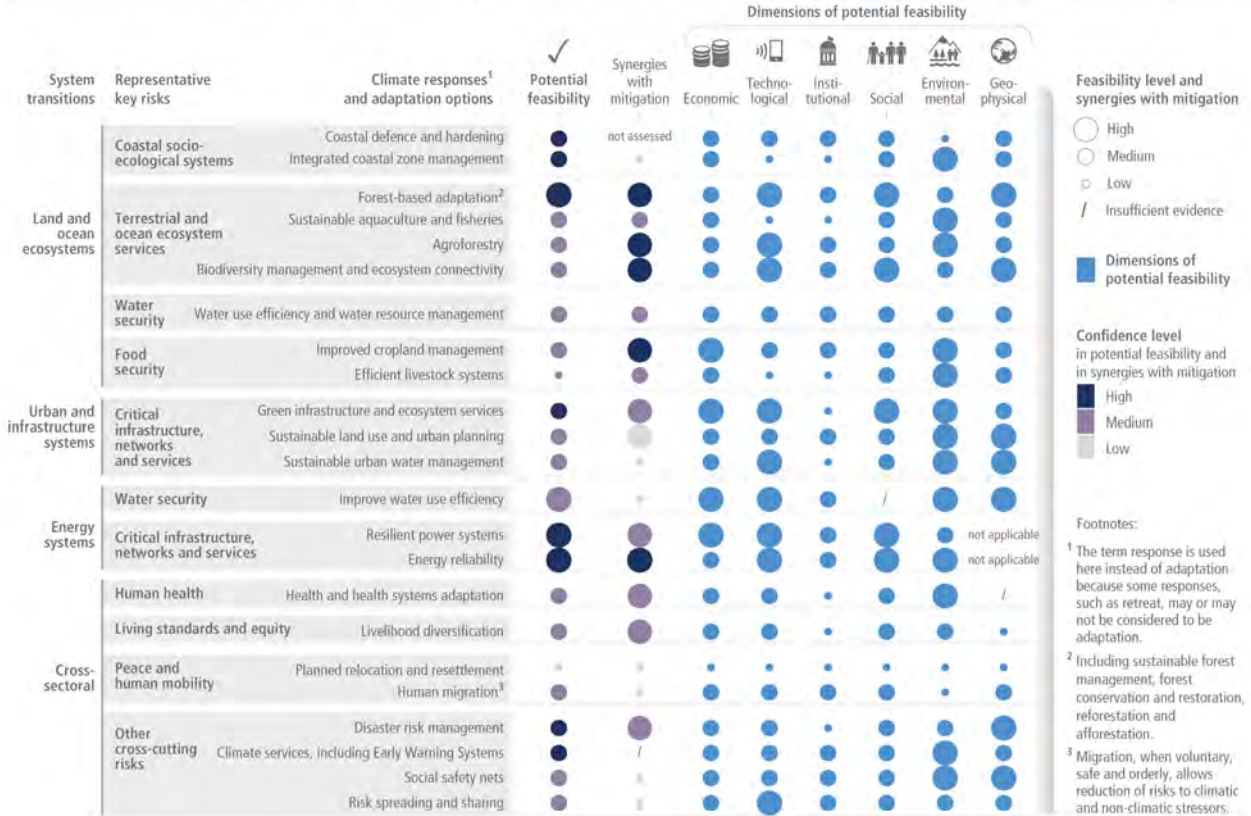 Dimensions of potential feasibility
System transitions
Representative key risks
Climate responses¹ and adaptation options
Potential feasibility
Synergies with mitigation
Economic
Techno-logical
Insti-tutional
Social
Environ-mental
Geo-physical
Land and ocean ecosystems
Coastal socio-ecological systems
Coastal defence and hardening
not assessed
Integrated coastal zone management
Terrestrial and ocean ecosystem services
Forest-based adaptation²
Sustainable aquaculture and fisheries
Agroforestry
Biodiversity management and ecosystem connectivity
Water security
Water use efficiency and water resource management
Food security
Improved cropland management
Efficient livestock systems
Urban and infrastructure systems
Critical infrastructure, networks and services
Green infrastructure and ecosystem services
Sustainable land use and urban planning
Sustainable urban water management
Energy systems
Water security
Improve water use efficiency
/
Critical infrastructure, networks and services
Resilient power systems
not applicable
Energy reliability
not applicable
Cross-sectoral
Human health
Health and health systems adaptation
/
Living standards and equity
Livelihood diversification
Peace and human mobility
Planned relocation and resettlement
Human migration³
Other cross-cutting risks
Disaster risk management
Climate services, including Early Warning Systems
/
Social safety nets
Risk spreading and sharing
Feasibility level and
synergies with mitigation
High
Medium
Low
/ Insufficient evidence
Dimensions of
potential feasibility
Confidence level
in potential feasibility and
in synergies with mitigation
High
Medium
Low
Footnotes:
¹ The term response is used
here instead of adaptation
because some responses,
such as retreat, may or may
not be considered to be
adaptation.
² Including sustainable forest
management, forest
conservation and restoration,
reforestation and
afforestation.
³ Migration, when voluntary,
safe and orderly, allows
reduction of risks to climatic
and non-climatic stressors.